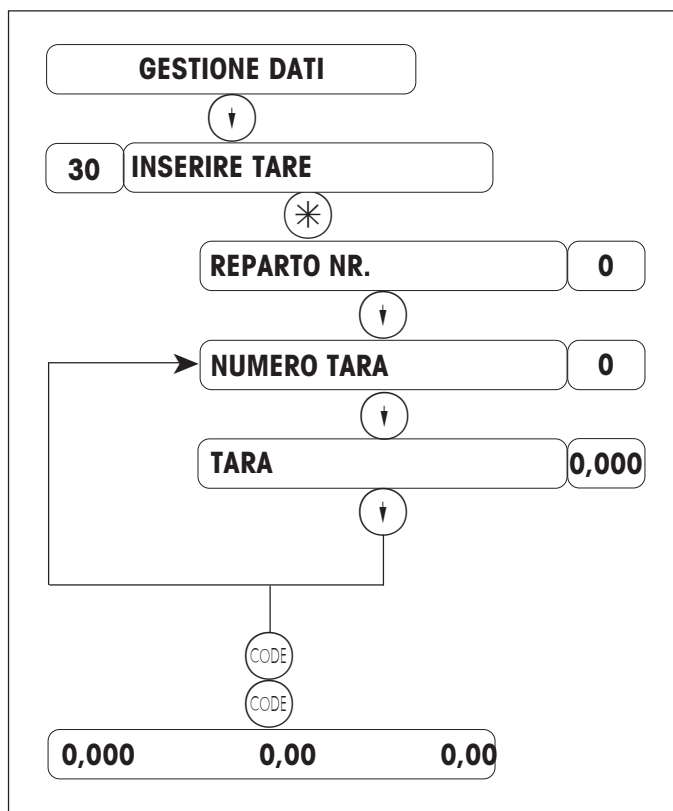 GESTIONE DATI
30 INSERIRE TARE
REPARTO NR. 0
NUMERO TARA 0
TARA 0,000
CODE
CODE
0,000 0,00 0,00